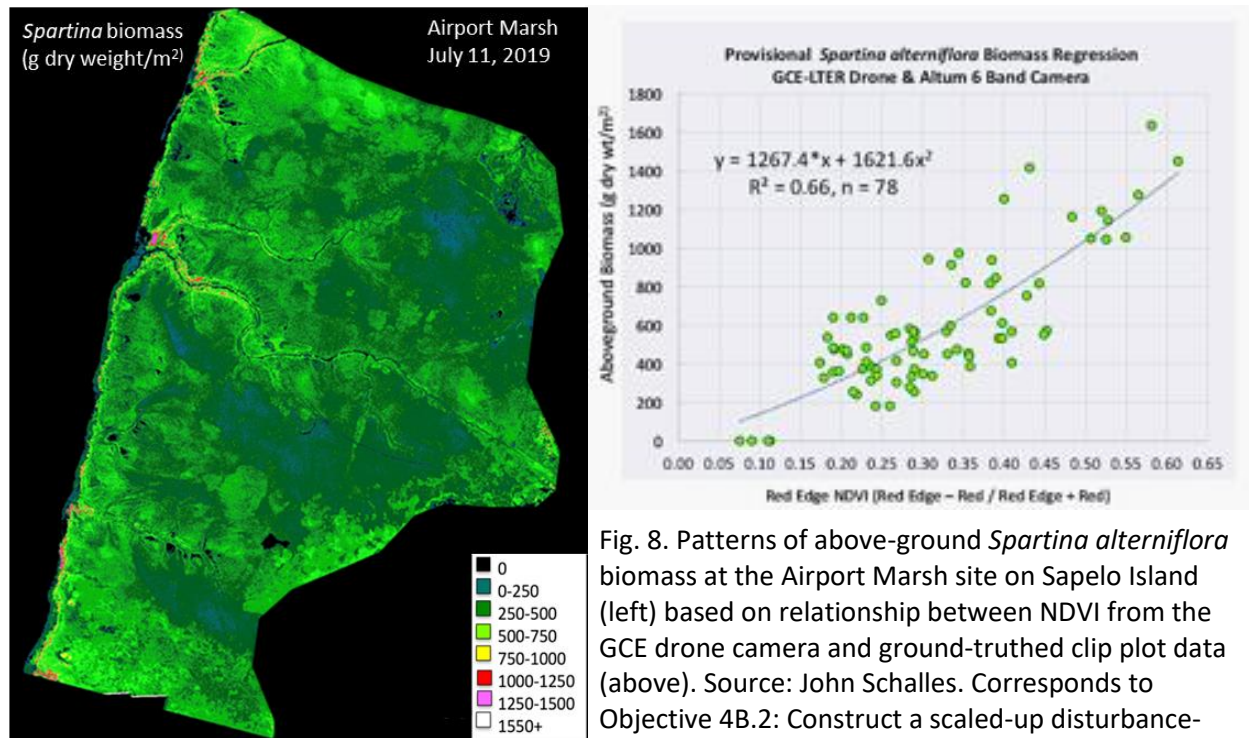 Spartina biomass
(g dry weight/m²)
Airport Marsh
July 11, 2019
0
0-250
250-500
500-750
750-1000
1000-1250
1250-1500
1550+
Provisional Spartina alterniflora Biomass Regression
GCE-LTER Drone & Altum 6 Band Camera
Aboveground Biomass (g dry wt/m²)
1800
1600
1400
1200
1000
800
600
400
200
0
y = 1267.4*x + 1621.6x²
R² = 0.66, n = 78
0.00 0.05 0.10 0.15 0.20 0.25 0.30 0.35 0.40 0.45 0.50 0.55 0.60 0.65
Red Edge NDVI (Red Edge – Red / Red Edge + Red)
Fig. 8. Patterns of above-ground Spartina alterniflora
biomass at the Airport Marsh site on Sapelo Island
(left) based on relationship between NDVI from the
GCE drone camera and ground-truthed clip plot data
(above). Source: John Schalles. Corresponds to
Objective 4B.2: Construct a scaled-up disturbance-